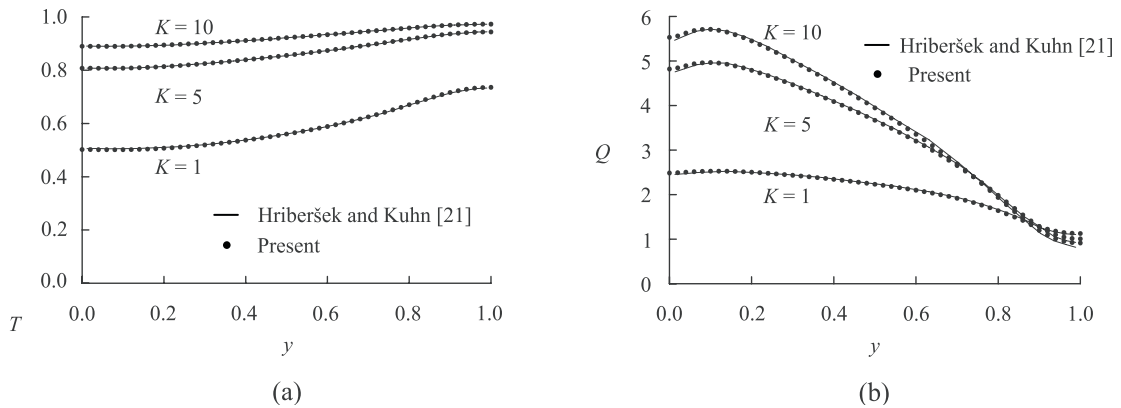 1.0
0.8
0.6
0.4
0.2
0.0
K = 10
K = 5
K = 1
Hriberšek and Kuhn [21]
Present
0.0 0.2 0.4 0.6 0.8 1.0
T
y
(a)
6
5
4
3
2
1
0
Q
K = 10
K = 5
K = 1
Hriberšek and Kuhn [21]
Present
0.0 0.2 0.4 0.6 0.8 1.0
y
(b)